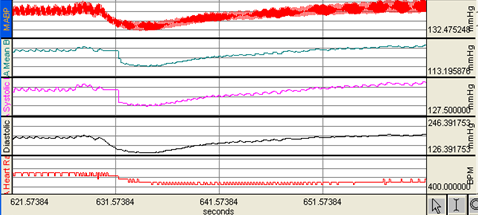 MABP
132.475248
mmHg
A Mean B
113.195876
mmHg
Systolic
127.500000
mmHg
Diastolic
246.391753
126.391753
mmHg
A Heart Ra
400.000000
BPM
621.57384 631.57384 641.57384 651.57384
seconds